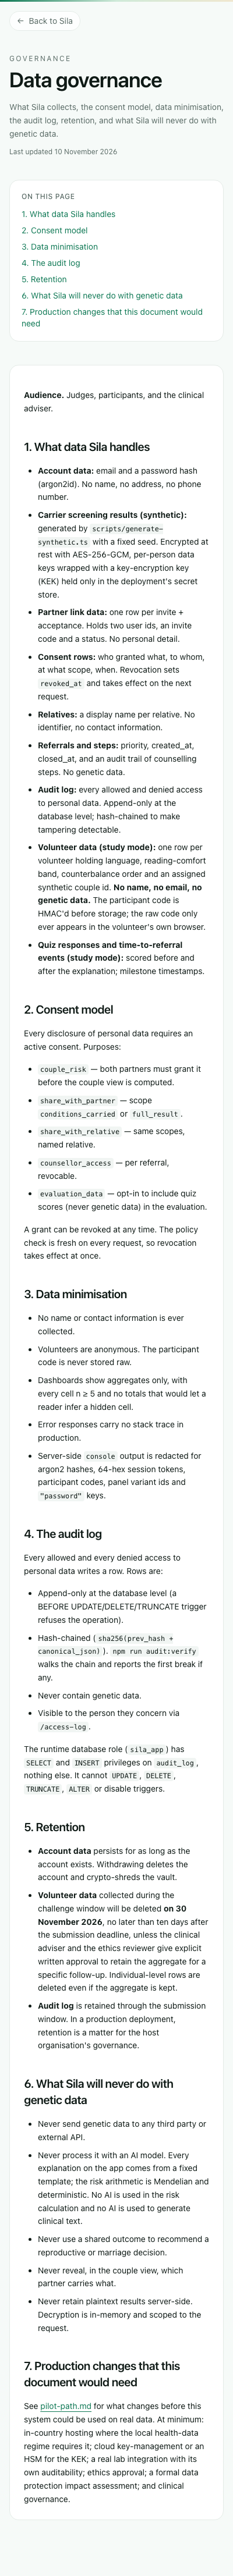 ← Back to Sila
GOVERNANCE
Data governance
What Sila collects, the consent model, data minimisation,
the audit log, retention, and what Sila will never do with
genetic data.
Last updated 10 November 2026
ON THIS PAGE
1. What data Sila handles
2. Consent model
3. Data minimisation
4. The audit log
5. Retention
6. What Sila will never do with genetic data
7. Production changes that this document would
need
Audience. Judges, participants, and the clinical
adviser.
1. What data Sila handles
• Account data: email and a password hash
(argon2id). No name, no address, no phone
number.
• Carrier screening results (synthetic):
generated by scripts/generate-
synthetic.ts with a fixed seed. Encrypted at
rest with AES-256-GCM, per-person data
keys wrapped with a key-encryption key
(KEK) held only in the deployment's secret
store.
• Partner link data: one row per invite +
acceptance. Holds two user ids, an invite
code and a status. No personal detail.
• Consent rows: who granted what, to whom,
at what scope, when. Revocation sets
revoked_at and takes effect on the next
request.
• Relatives: a display name per relative. No
identifier, no contact information.
• Referrals and steps: priority, created_at,
closed_at, and an audit trail of counselling
steps. No genetic data.
• Audit log: every allowed and denied access
to personal data. Append-only at the
database level; hash-chained to make
tampering detectable.
• Volunteer data (study mode): one row per
volunteer holding language, reading-comfort
band, counterbalance order and an assigned
synthetic couple id. No name, no email, no
genetic data. The participant code is
HMAC'd before storage; the raw code only
ever appears in the volunteer's own browser.
• Quiz responses and time-to-referral
events (study mode): scored before and
after the explanation; milestone timestamps.
2. Consent model
Every disclosure of personal data requires an
active consent. Purposes:
• couple_risk — both partners must grant it
before the couple view is computed.
• share_with_partner — scope
conditions_carried or full_result.
• share_with_relative — same scopes,
named relative.
• counsellor_access — per referral,
revocable.
• evaluation_data — opt-in to include quiz
scores (never genetic data) in the evaluation.
A grant can be revoked at any time. The policy
check is fresh on every request, so revocation
takes effect at once.
3. Data minimisation
• No name or contact information is ever
collected.
• Volunteers are anonymous. The participant
code is never stored raw.
• Dashboards show aggregates only, with
every cell n ≥ 5 and no totals that would let a
reader infer a hidden cell.
• Error responses carry no stack trace in
production.
• Server-side console output is redacted for
argon2 hashes, 64-hex session tokens,
participant codes, panel variant ids and
"password" keys.
4. The audit log
Every allowed and every denied access to
personal data writes a row. Rows are:
• Append-only at the database level (a
BEFORE UPDATE/DELETE/TRUNCATE trigger
refuses the operation).
• Hash-chained (sha256(prev_hash +
canonical_json)). npm run audit:verify
walks the chain and reports the first break if
any.
• Never contain genetic data.
• Visible to the person they concern via
/access-log.
The runtime database role (sila_app) has
SELECT and INSERT privileges on audit_log,
nothing else. It cannot UPDATE, DELETE,
TRUNCATE, ALTER or disable triggers.
5. Retention
• Account data persists for as long as the
account exists. Withdrawing deletes the
account and crypto-shreds the vault.
• Volunteer data collected during the
challenge window will be deleted on 30
November 2026, no later than ten days after
the submission deadline, unless the clinical
adviser and the ethics reviewer give explicit
written approval to retain the aggregate for a
specific follow-up. Individual-level rows are
deleted even if the aggregate is kept.
• Audit log is retained through the submission
window. In a production deployment,
retention is a matter for the host
organisation's governance.
6. What Sila will never do with
genetic data
• Never send genetic data to any third party or
external API.
• Never process it with an AI model. Every
explanation on the app comes from a fixed
template; the risk arithmetic is Mendelian and
deterministic. No AI is used in the risk
calculation and no AI is used to generate
clinical text.
• Never use a shared outcome to recommend a
reproductive or marriage decision.
• Never reveal, in the couple view, which
partner carries what.
• Never retain plaintext results server-side.
Decryption is in-memory and scoped to the
request.
7. Production changes that this
document would need
See pilot-path.md for what changes before this
system could be used on real data. At minimum:
in-country hosting where the local health-data
regime requires it; cloud key-management or an
HSM for the KEK; a real lab integration with its
own auditability; ethics approval; a formal data
protection impact assessment; and clinical
governance.